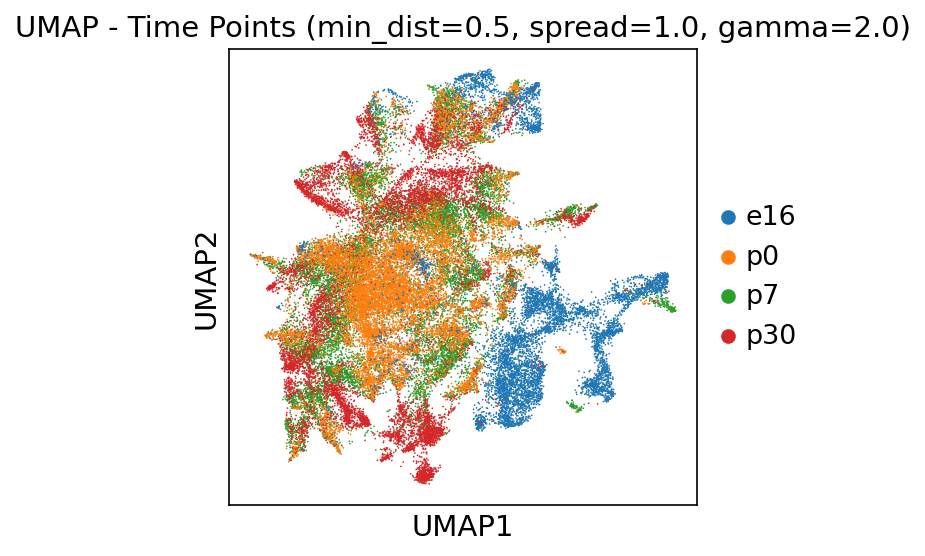 UMAP - Time Points (min_dist=0.5, spread=1.0, gamma=2.0)
UMAP2
e16
p0
p7
p30
UMAP1